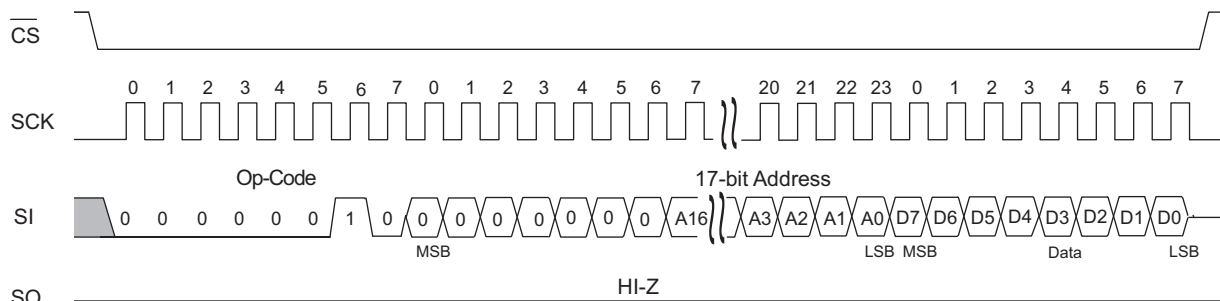 CS
0 1 2 3 4 5 6 7 0 1 2 3 4 5 6 7 20 21 22 23 0 1 2 3 4 5 6 7
SCK
Op-Code 17-bit Address
SI 0 0 0 0 0 0 1 0 0 0 0 0 0 0 0 A16 A3 A2 A1 A0 D7 D6 D5 D4 D3 D2 D1 D0
MSB LSB MSB Data LSB
HI-Z
SO